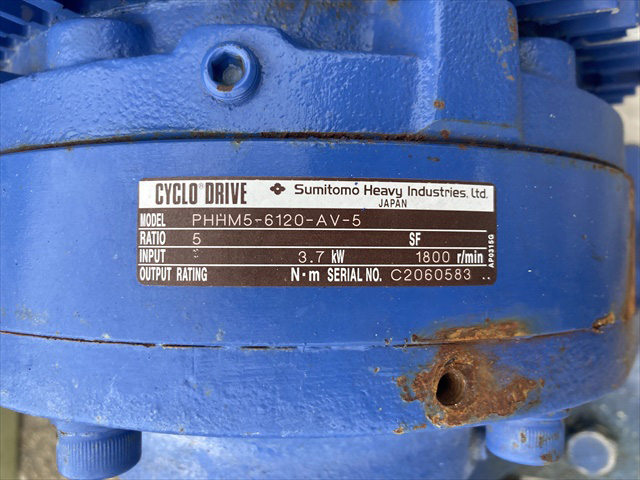 CYCLO® DRIVE Sumitomo Heavy Industries, Ltd.
JAPAN
MODEL PHHM5-6120-AV-5
RATIO 5 SF
INPUT 3.7 kW 1800 r/min
OUTPUT RATING N·m SERIAL NO. C2060583
AP0315G